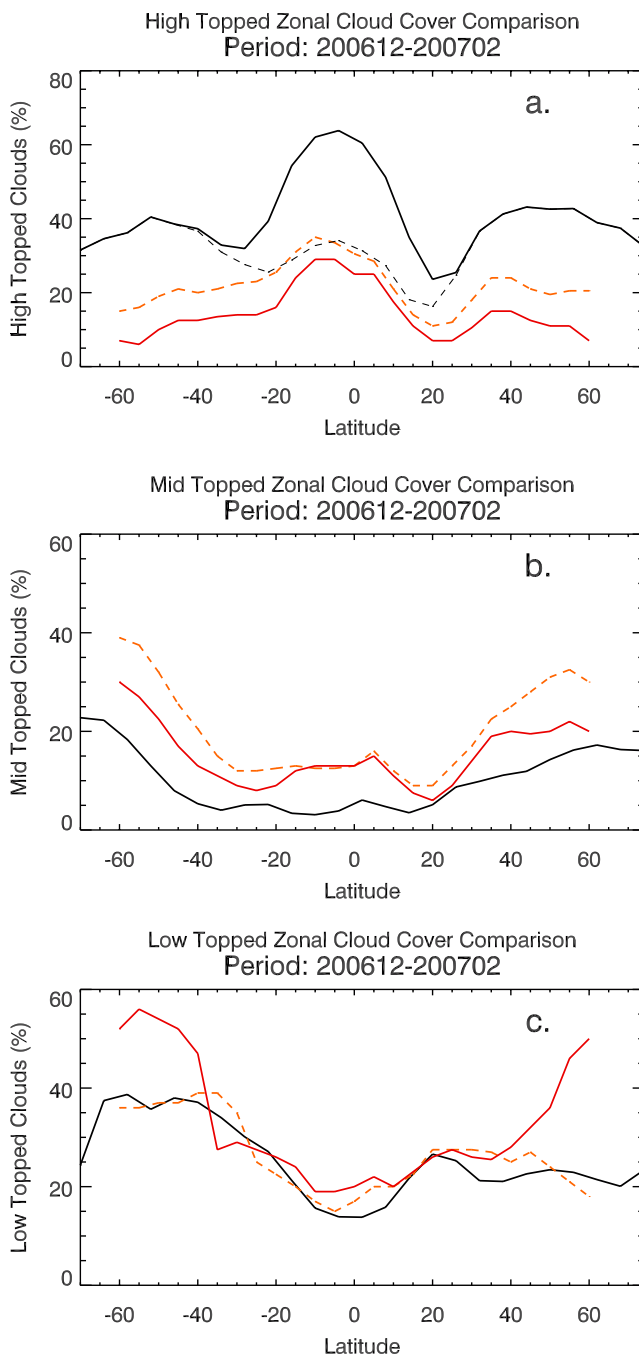 High Topped Zonal Cloud Cover Comparison
Period: 200612-200702
a.
High Topped Clouds (%)
80
60
40
20
0
-60 -40 -20 0 20 40 60
Latitude
Mid Topped Zonal Cloud Cover Comparison
Period: 200612-200702
b.
Mid Topped Clouds (%)
60
40
20
0
-60 -40 -20 0 20 40 60
Latitude
Low Topped Zonal Cloud Cover Comparison
Period: 200612-200702
c.
Low Topped Clouds (%)
60
40
20
0
-60 -40 -20 0 20 40 60
Latitude